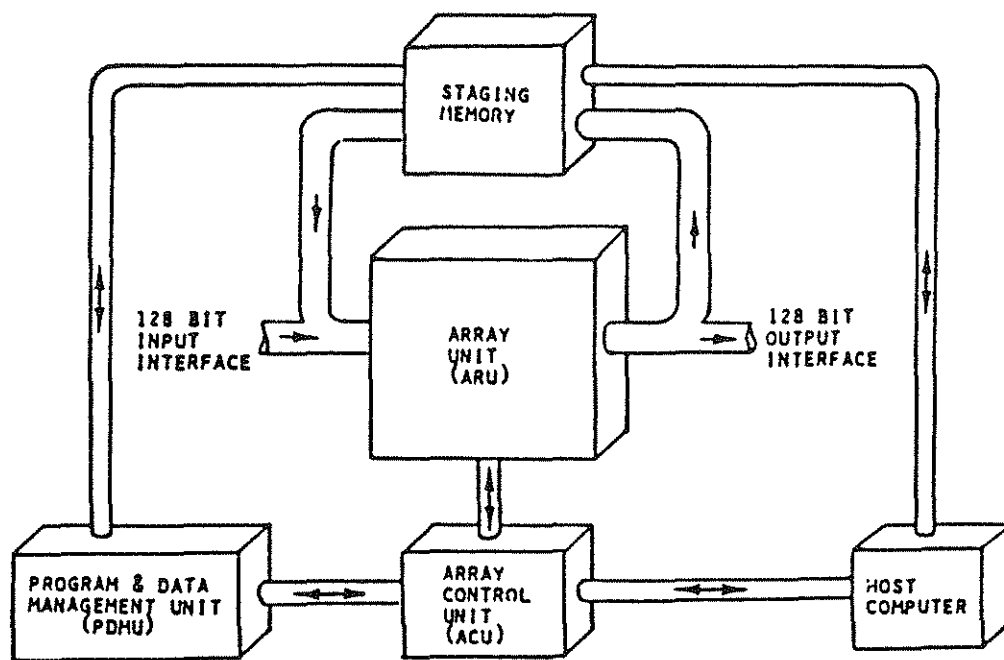 STAGING
MEMORY
128 BIT
INPUT
INTERFACE
ARRAY
UNIT
(ARU)
128 BIT
OUTPUT
INTERFACE
PROGRAM & DATA
MANAGEMENT UNIT
(PDMU)
ARRAY
CONTROL
UNIT
(ACU)
HOST
COMPUTER